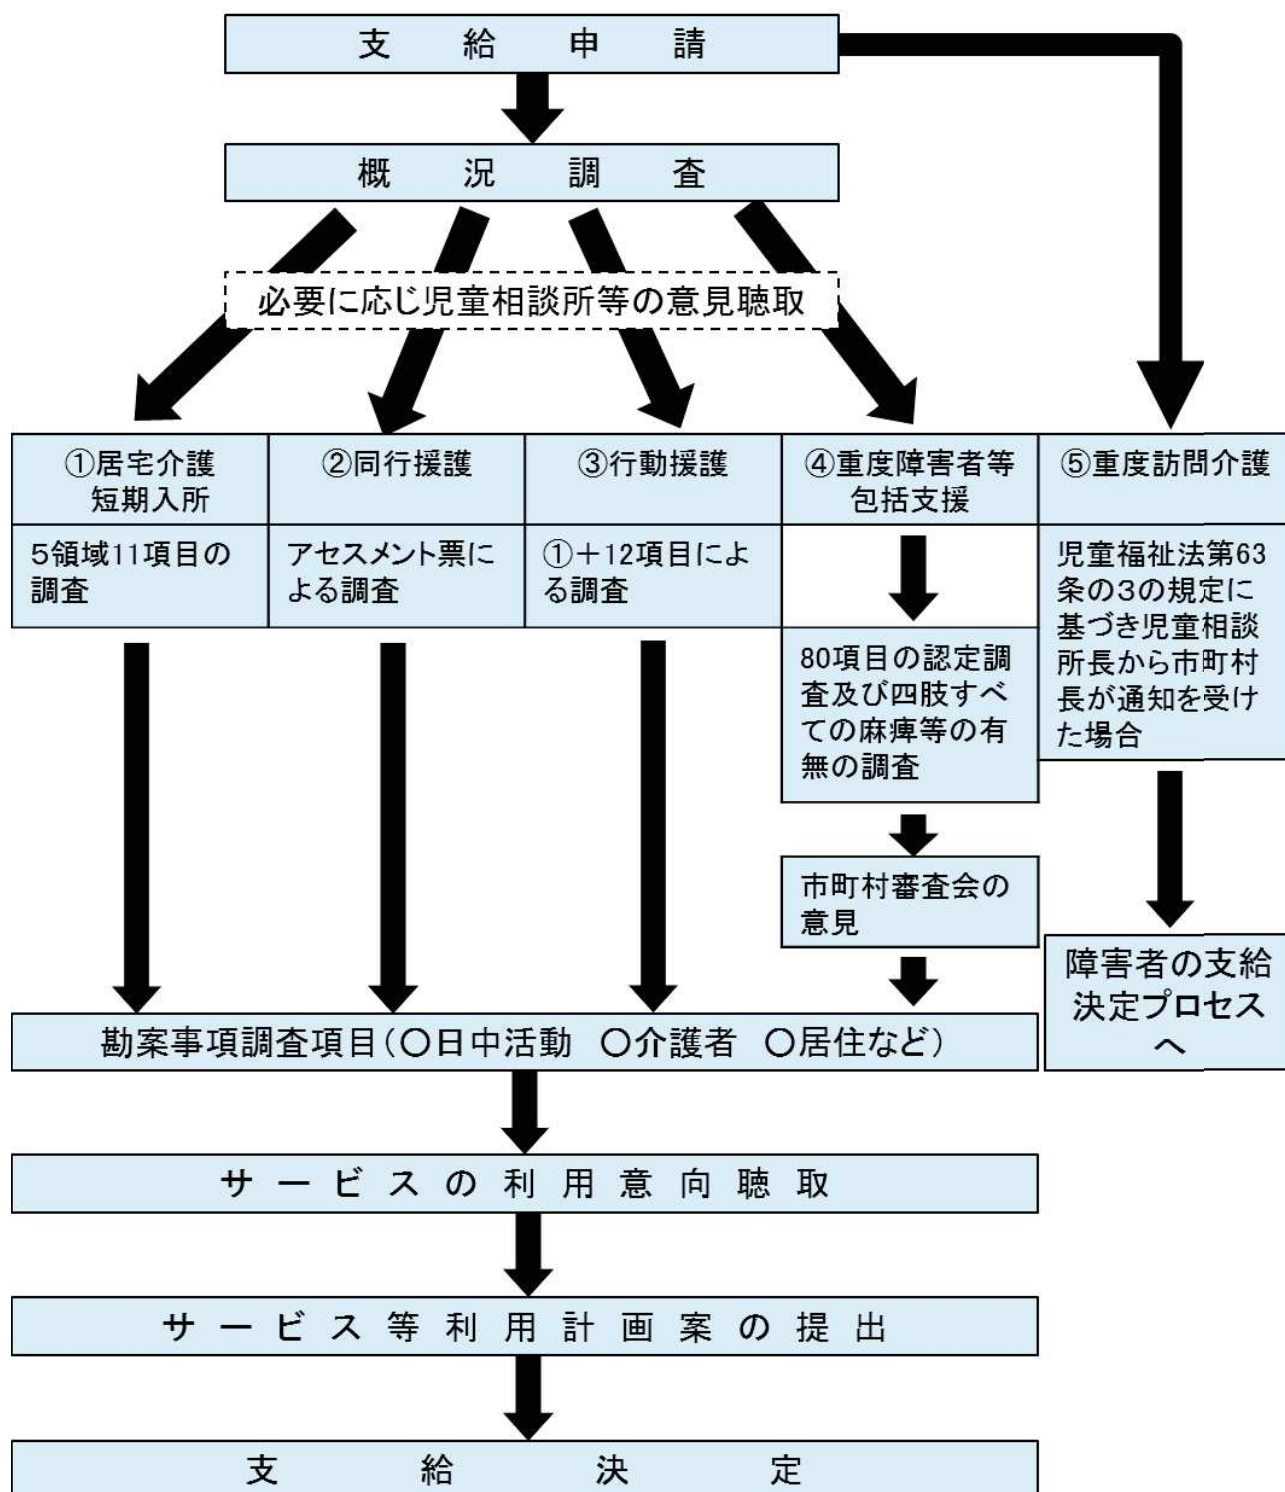 支給申請
概況調査
必要に応じ児童相談所等の意見聴取
①居宅介護
短期入所
5領域11項目の
調査
②同行援護
アセスメント票に
よる調査
③行動援護
①+12項目によ
る調査
④重度障害者等
包括支援
80項目の認定調
査及び四肢すべ
ての麻痺等の有
無の調査
市町村審査会の
意見
⑤重度訪問介護
児童福祉法第63
条の3の規定に
基づき児童相談
所長から市町村
長が通知を受け
た場合
障害者の支給
決定プロセス
へ
勘案事項調査項目(○日中活動 ○介護者 ○居住など)
サービスの利用意向聴取
サービス等利用計画案の提出
支給決定